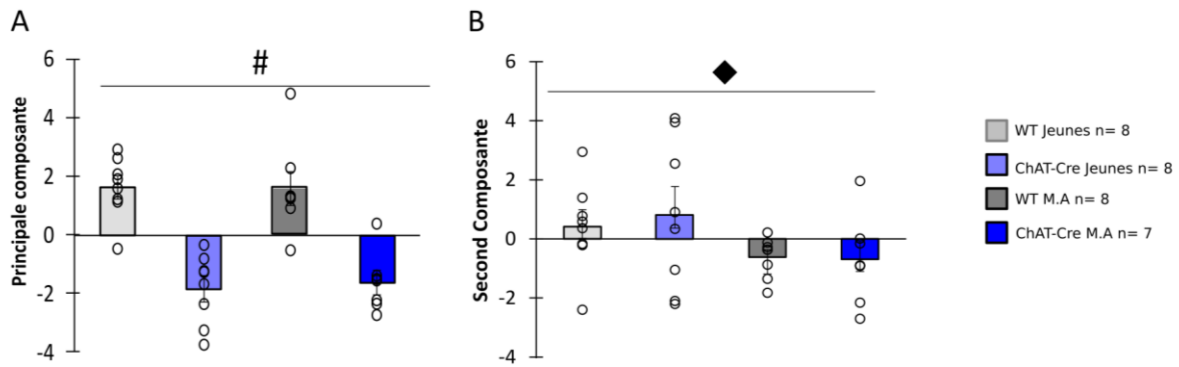 A
Principale composante
6
4
2
0
-2
-4
#
B
Second Composante
6
4
2
0
-2
-4
◆
WT Jeunes n= 8
ChAT-Cre Jeunes n= 8
WT M.A n= 8
ChAT-Cre M.A n= 7